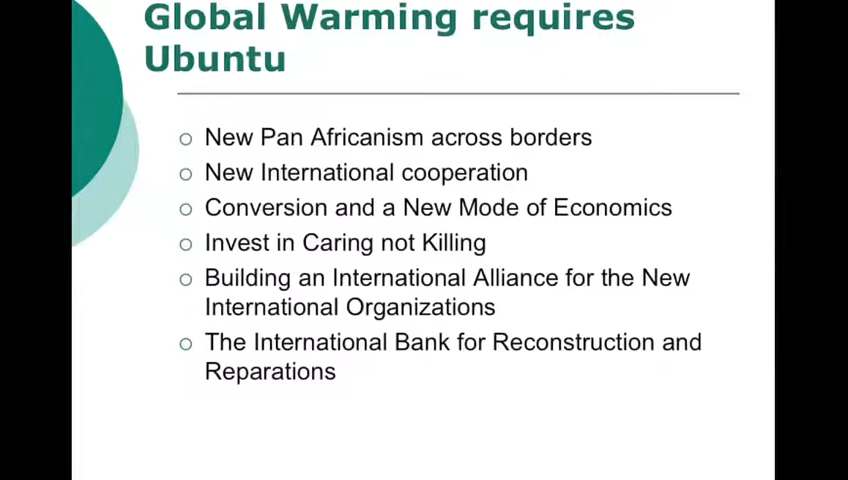 Global Warming requires
Ubuntu
New Pan Africanism across borders
New International cooperation
Conversion and a New Mode of Economics
Invest in Caring not Killing
Building an International Alliance for the New
International Organizations
The International Bank for Reconstruction and
Reparations